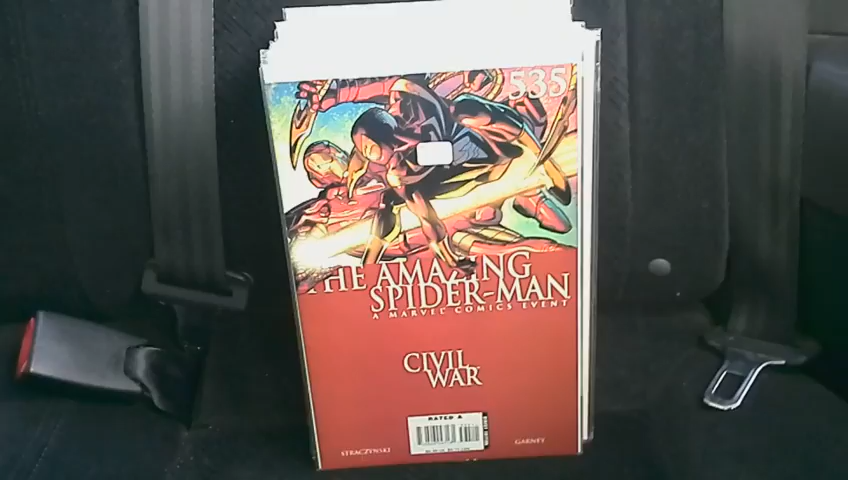 535
THE AMAZING
SPIDER-MAN
A MARVEL COMICS EVENT
CIVIL
WAR
RATED A
STRACZYNSKI
GARNEY